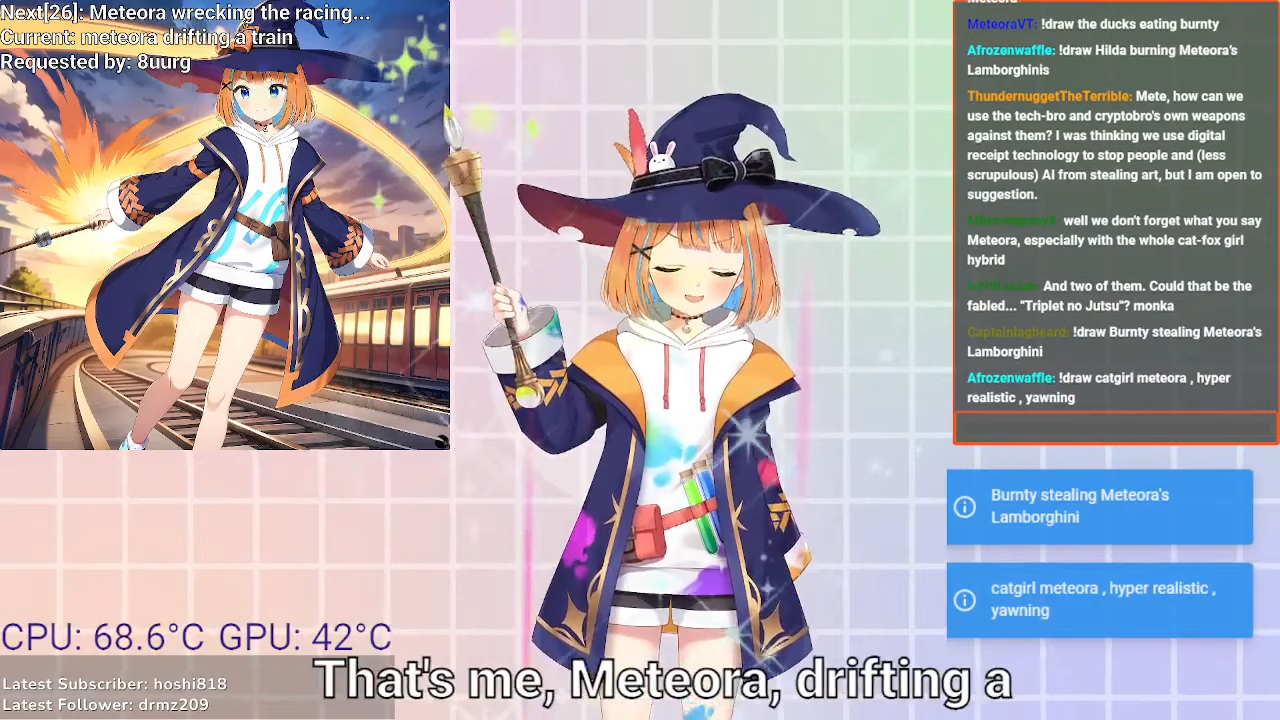 Next[26]: Meteora wrecking the racing...
Current: meteora drifting a train
Requested by: 8uurg
Meteora
MeteoraVT: !draw the ducks eating burnty
Afrozenwaffle: !draw Hilda burning Meteora's
Lamborghinis
ThundernuggetTheTerrible: Mete, how can we
use the tech-bro and cryptobro's own weapons
against them? I was thinking we use digital
receipt technology to stop people and (less
scrupulous) AI from stealing art, but I am open to
suggestion.
well we don't forget what you say
Meteora, especially with the whole cat-fox girl
hybrid
And two of them. Could that be the
fabled... "Triplet no Jutsu"? monka
Captainlagbeard: !draw Burnty stealing Meteora's
Lamborghini
Afrozenwaffle: !draw catgirl meteora , hyper
realistic , yawning
Burnty stealing Meteora's
Lamborghini
catgirl meteora , hyper realistic ,
yawning
CPU: 68.6°C GPU: 42°C
Latest Subscriber: hoshi818
Latest Follower: drmz209
That's me, Meteora, drifting a